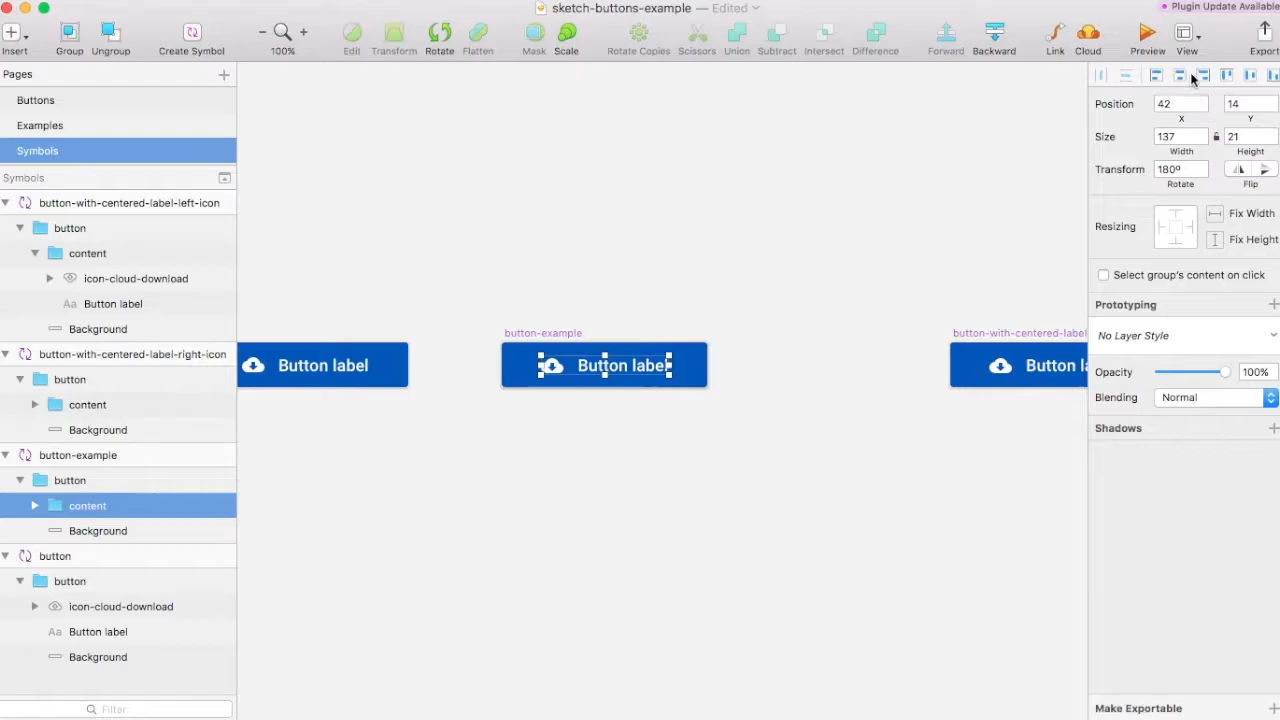 sketch-buttons-example — Edited
Plugin Update Available
Insert
Group
Ungroup
Create Symbol
100%
Edit
Transform
Rotate
Flatten
Mask
Scale
Rotate Copies
Scissors
Union
Subtract
Intersect
Difference
Forward
Backward
Link
Cloud
Preview
View
Export
Pages
Buttons
Examples
Symbols
Symbols
button-with-centered-label-left-icon
button
content
icon-cloud-download
Aa Button label
Background
button-with-centered-label-right-icon
button
content
Background
button-example
button
content
Background
button
button
icon-cloud-download
Aa Button label
Background
Filter
Button label
button-example
Button label
button-with-centered-label
Button la
Position 42 14
X Y
Size 137 21
Width Height
Transform 180º
Rotate Flip
Resizing
Fix Width
Fix Height
Select group's content on click
Prototyping
No Layer Style
Opacity 100%
Blending Normal
Shadows
Make Exportable